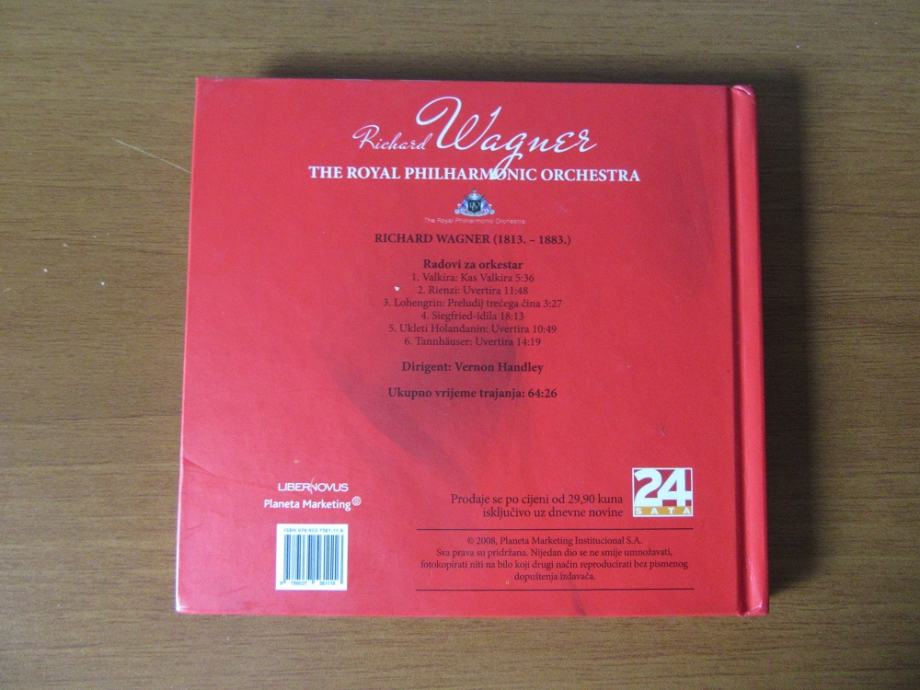 Richard Wagner
THE ROYAL PHILHARMONIC ORCHESTRA
The Royal Philharmonic Orchestra
RICHARD WAGNER (1813. – 1883.)
Radovi za orkestar
1. Valkira: Kas Valkira 5:36
2. Rienzi: Uvertira 11:48
3. Lohengrin: Preludij trećega čina 3:27
4. Siegfried-idila 18:13
5. Ukleti Holandanin: Uvertira 10:49
6. Tannhäuser: Uvertira 14:19
Dirigent: Vernon Handley
Ukupno vrijeme trajanja: 64:26
LIBERNOVUS
Planeta Marketing®
ISBN
24
SATA
Prodaje se po cijeni od 29,90 kuna
isključivo uz dnevne novine
© 2008, Planeta Marketing Institucional S.A.
Sva prava su pridržana. Nijedan dio se ne smije umnožavati,
fotokopirati niti na bilo koji drugi način reproducirati bez pismenog
dopuštenja izdavača.